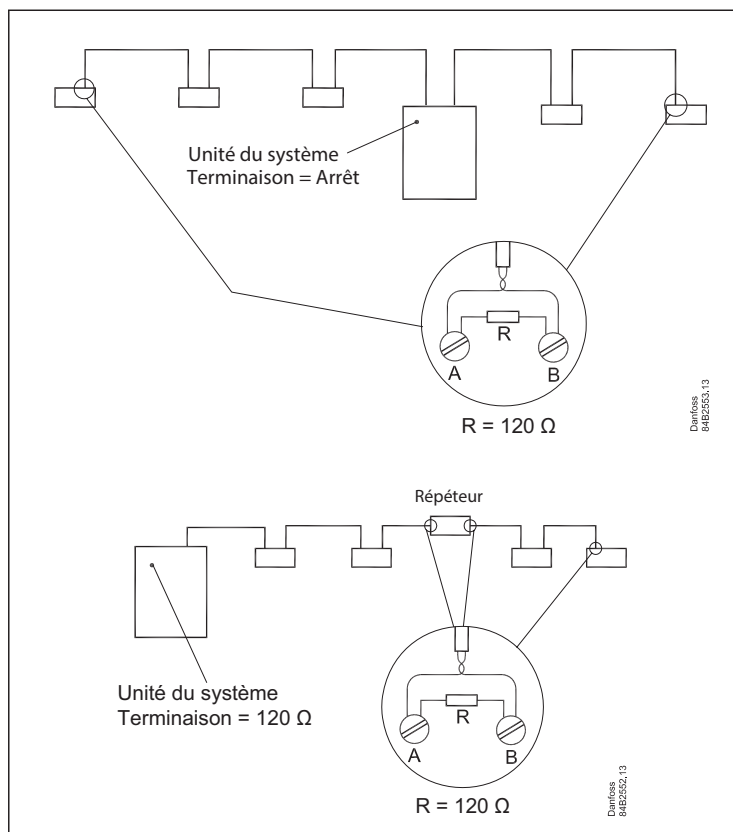 Unité du système
Terminaison = Arrêt
R
A
B
R = 120 Ω
Danfoss
84B2553.13
Répéteur
Unité du système
Terminaison = 120 Ω
R
A
B
R = 120 Ω
Danfoss
84B2552.13